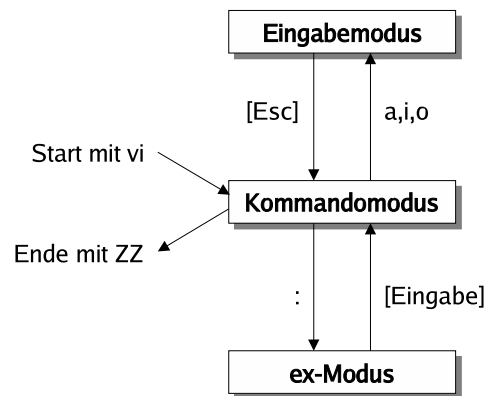 Eingabemodus
[Esc]
a,i,o
Start mit vi
Kommandomodus
Ende mit ZZ
:
[Eingabe]
ex-Modus